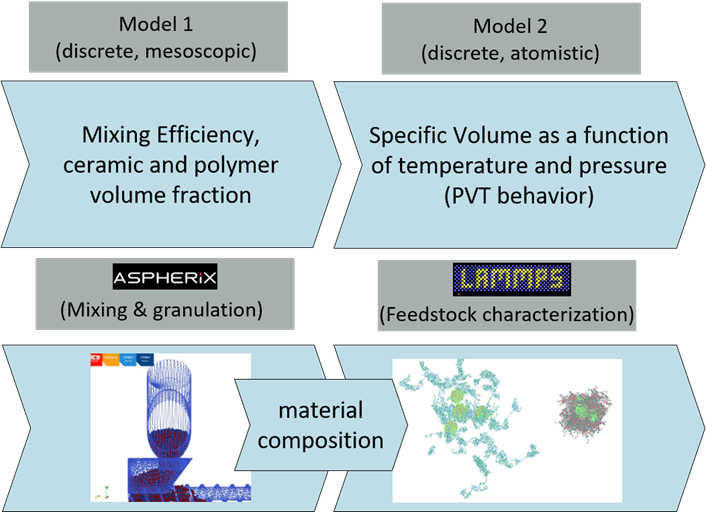 Model 1
(discrete, mesoscopic)
Model 2
(discrete, atomistic)
Mixing Efficiency,
ceramic and polymer
volume fraction
Specific Volume as a function
of temperature and pressure
(PVT behavior)
ASPHERIX
(Mixing & granulation)
LAMMPS
(Feedstock characterization)
material
composition